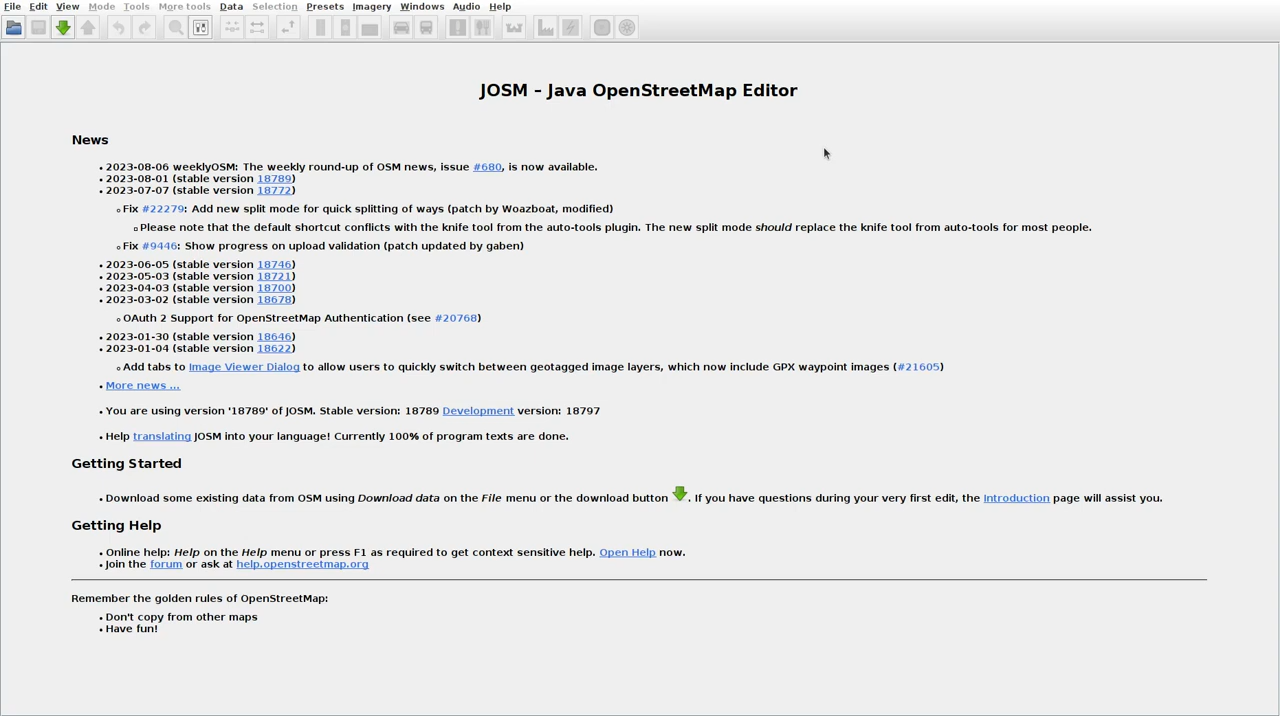 File Edit View Mode Tools More tools Data Selection Presets Imagery Windows Audio Help
JOSM – Java OpenStreetMap Editor
News
2023-08-06 weeklyOSM: The weekly round-up of OSM news, issue #680, is now available.
2023-08-01 (stable version 18789)
2023-07-07 (stable version 18772)
Fix #22279: Add new split mode for quick splitting of ways (patch by Woazboat, modified)
Please note that the default shortcut conflicts with the knife tool from the auto-tools plugin. The new split mode should replace the knife tool from auto-tools for most people.
Fix #9446: Show progress on upload validation (patch updated by gaben)
2023-06-05 (stable version 18746)
2023-05-03 (stable version 18721)
2023-04-03 (stable version 18700)
2023-03-02 (stable version 18678)
OAuth 2 Support for OpenStreetMap Authentication (see #20768)
2023-01-30 (stable version 18646)
2023-01-04 (stable version 18622)
Add tabs to Image Viewer Dialog to allow users to quickly switch between geotagged image layers, which now include GPX waypoint images (#21605)
More news ...
You are using version '18789' of JOSM. Stable version: 18789 Development version: 18797
Help translating JOSM into your language! Currently 100% of program texts are done.
Getting Started
Download some existing data from OSM using Download data on the File menu or the download button . If you have questions during your very first edit, the Introduction page will assist you.
Getting Help
Online help: Help on the Help menu or press F1 as required to get context sensitive help. Open Help now.
Join the forum or ask at help.openstreetmap.org
Remember the golden rules of OpenStreetMap:
Don't copy from other maps
Have fun!